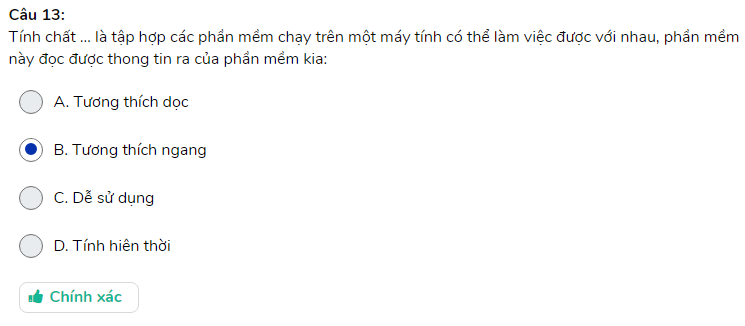 Câu 13:
Tính chất ... là tập hợp các phần mềm chạy trên một máy tính có thể làm việc được với nhau, phần mềm
này đọc được thong tin ra của phần mềm kia:
A. Tương thích dọc
B. Tương thích ngang
C. Dễ sử dụng
D. Tính hiên thời
Chính xác